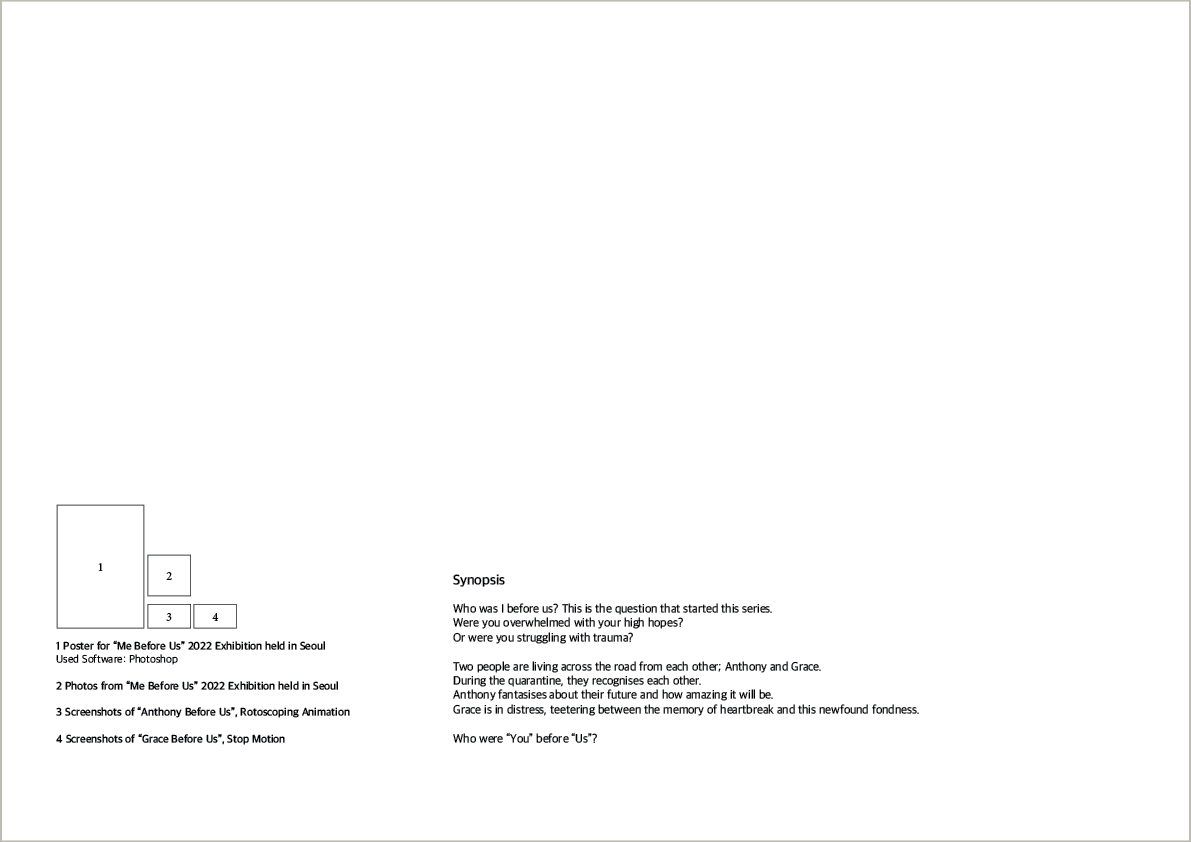 1
2
3
4
1 Poster for “Me Before Us” 2022 Exhibition held in Seoul
Used Software: Photoshop
2 Photos from “Me Before Us” 2022 Exhibition held in Seoul
3 Screenshots of “Anthony Before Us”, Rotoscoping Animation
4 Screenshots of “Grace Before Us”, Stop Motion
Synopsis
Who was I before us? This is the question that started this series.
Were you overwhelmed with your high hopes?
Or were you struggling with trauma?
Two people are living across the road from each other; Anthony and Grace.
During the quarantine, they recognises each other.
Anthony fantasises about their future and how amazing it will be.
Grace is in distress, teetering between the memory of heartbreak and this newfound fondness.
Who were “You” before “Us”?